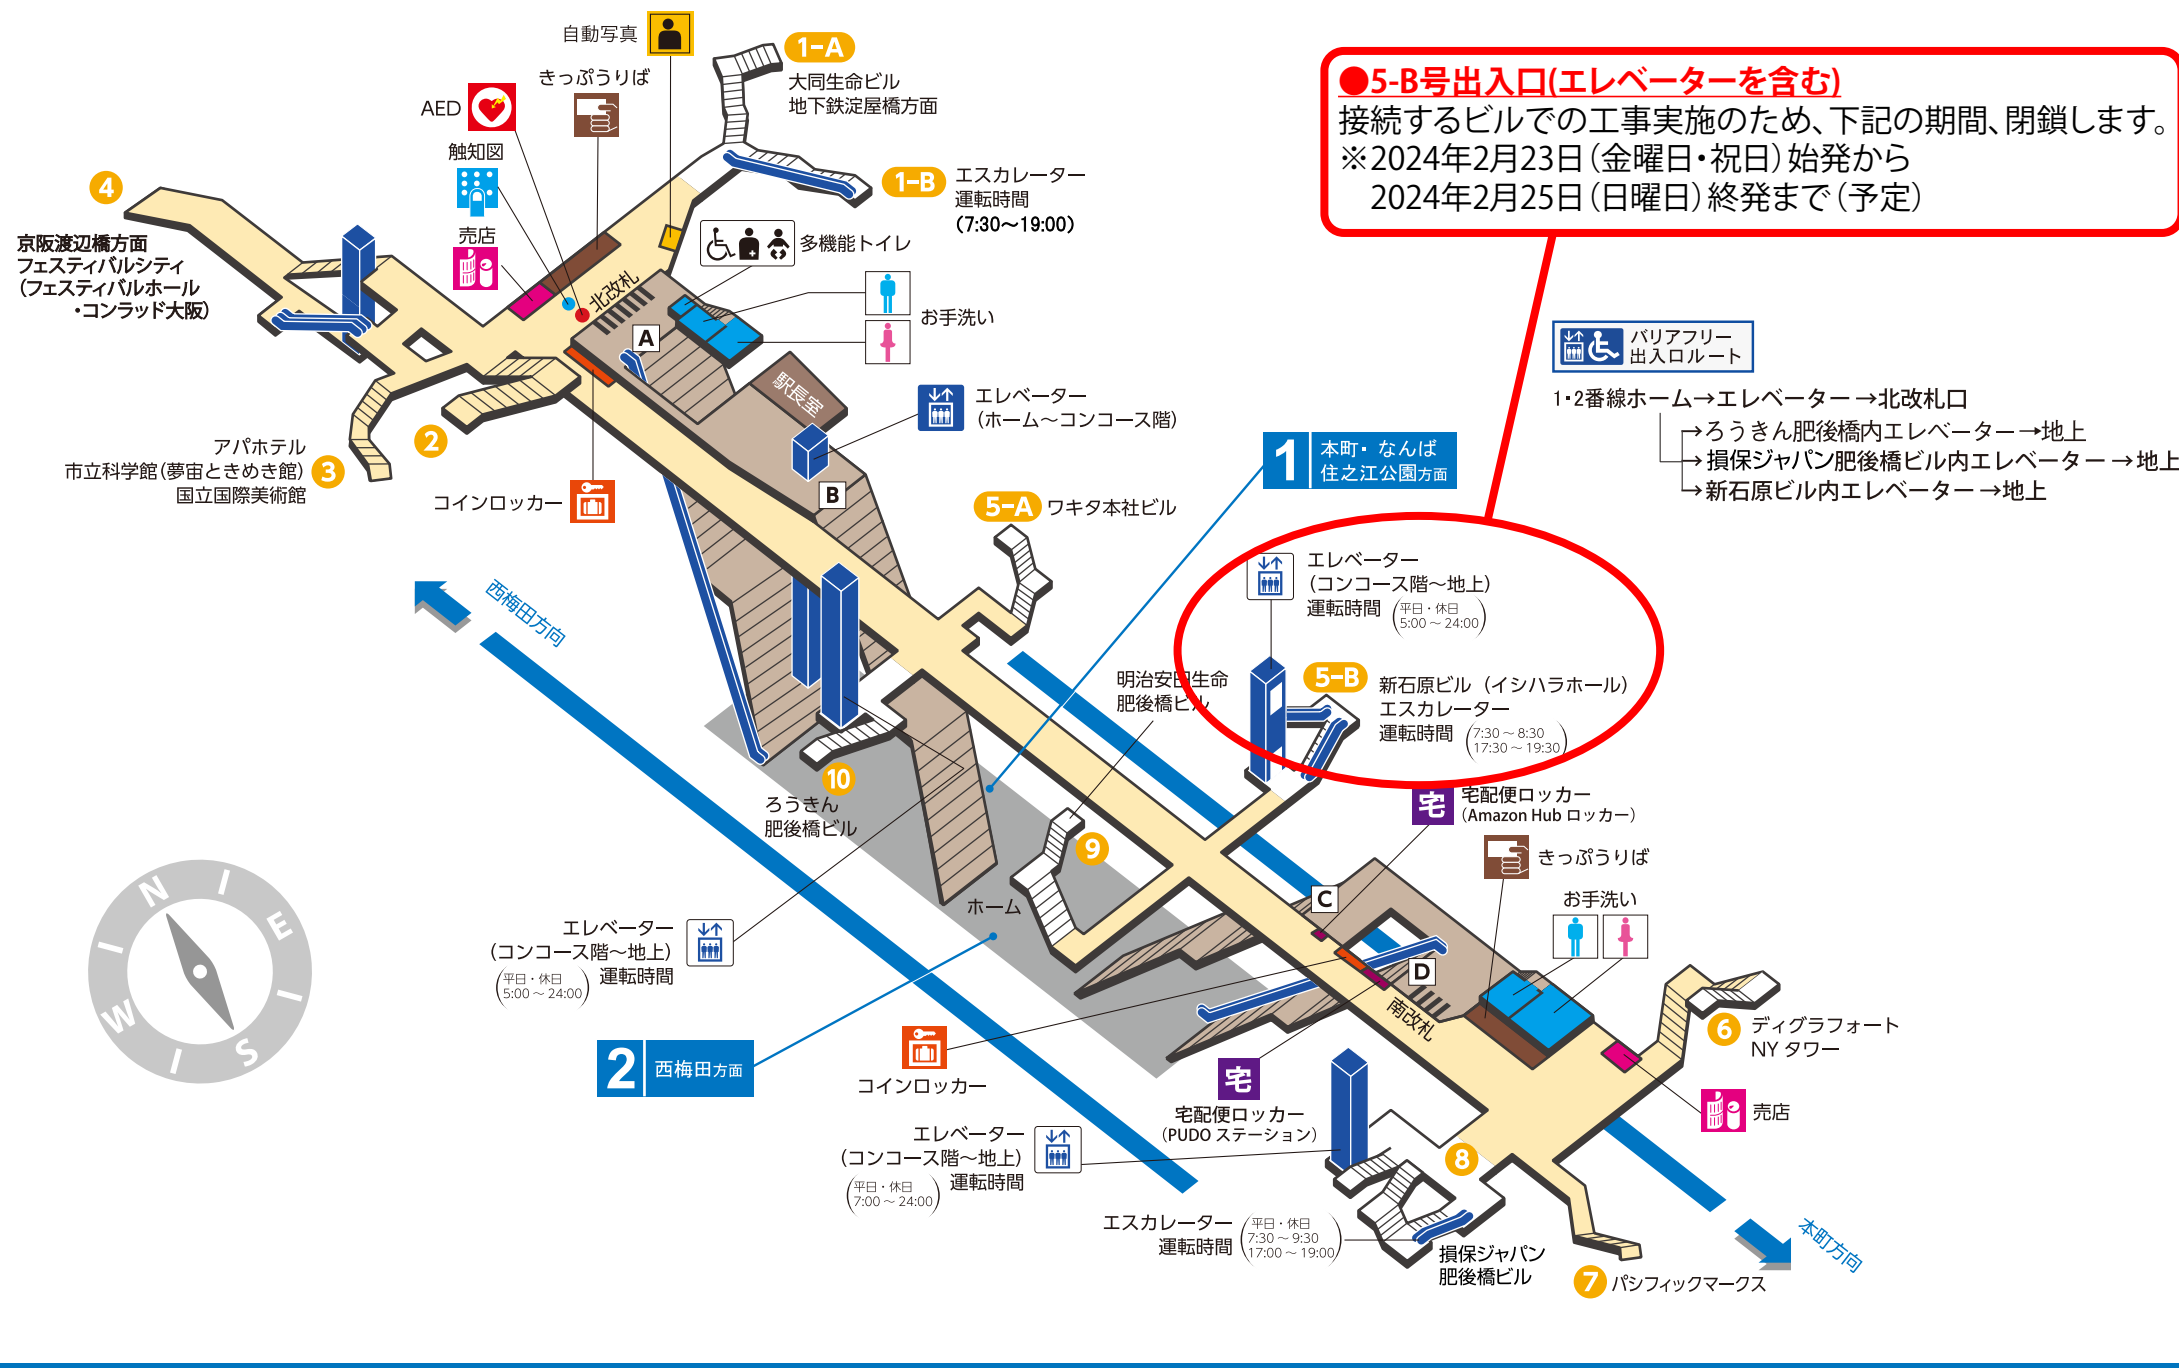 自動写真
1-A
大同生命ビル
地下鉄淀屋橋方面
きっぷうりば
AED
触知図
売店
4
京阪渡辺橋方面
フェスティバルシティ
(フェスティバルホール
・コンラッド大阪)
1-B
エスカレーター
運転時間
(7:30～19:00)
多機能トイレ
お手洗い
北改札
A
駅長室
エレベーター
(ホーム～コンコース階)
B
2
アパホテル
市立科学館(夢宙ときめき館)
国立国際美術館
3
コインロッカー
5-A
ワキタ本社ビル
1
本町・なんば
住之江公園方面
●5-B号出入口(エレベーターを含む)
接続するビルでの工事実施のため、下記の期間、閉鎖します。
※2024年2月23日(金曜日・祝日)始発から
2024年2月25日(日曜日)終発まで(予定)
バリアフリー
出入口ルート
1・2番線ホーム→エレベーター→北改札口
→ろうきん肥後橋内エレベーター→地上
→損保ジャパン肥後橋ビル内エレベーター→地上
→新石原ビル内エレベーター→地上
エレベーター
(コンコース階～地上)
運転時間
(平日・休日
5:00～24:00)
5-B
新石原ビル(イシハラホール)
エスカレーター
運転時間
(7:30～8:30
17:30～19:30)
西梅田方向
明治安田生命
肥後橋ビル
10
ろうきん
肥後橋ビル
9
宅
宅配便ロッカー
(Amazon Hub ロッカー)
きっぷうりば
お手洗い
C
D
南改札
ホーム
エレベーター
(コンコース階～地上)
(平日・休日
5:00～24:00)
運転時間
2
西梅田方面
コインロッカー
宅
宅配便ロッカー
(PUDO ステーション)
6
ディグラフォート
NY タワー
売店
エレベーター
(コンコース階～地上)
(平日・休日
7:00～24:00)
運転時間
8
エスカレーター
運転時間
(平日・休日
7:30～9:30
17:00～19:00)
損保ジャパン
肥後橋ビル
7
パシフィックマークス
本町方向
N
E
S
W